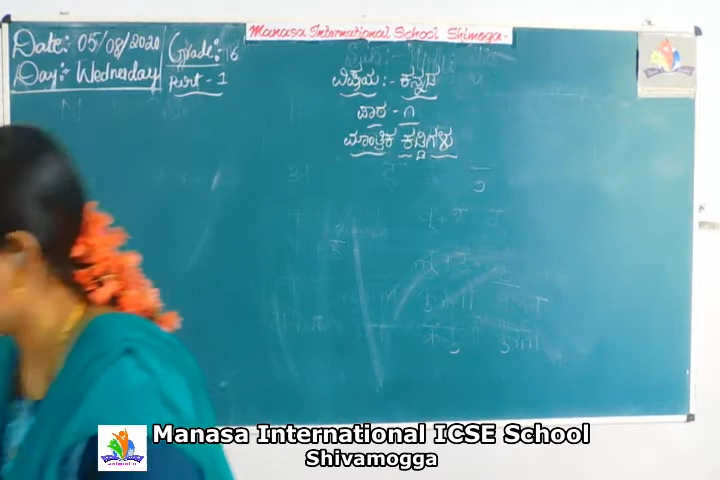 Manasa International School Shimoga.
Date:- 05/08/2020
Day:- Wednesday
Grade:- 6
Part - 1
ವಿಷಯ :- ಕನ್ನಡ
ಪಾಠ - ೧
ಮಾಂತ್ರಿಕ ಕಡ್ಡಿಗಳು
Manasa International ICSE School
Shivamogga